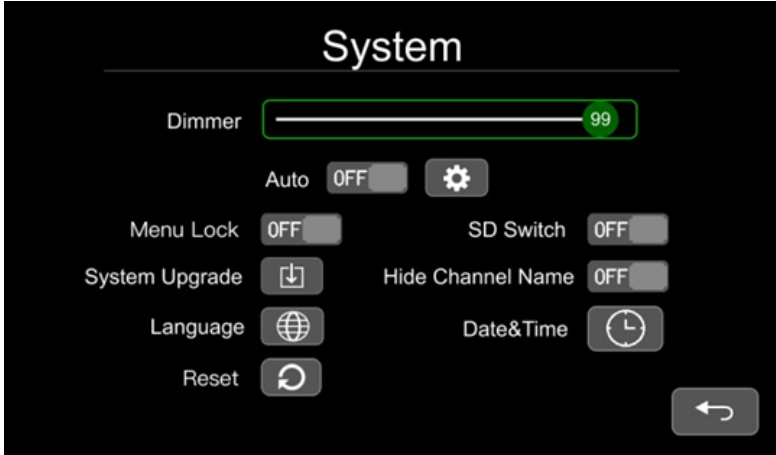 System
Dimmer 99
Auto OFF
Menu Lock OFF SD Switch OFF
System Upgrade Hide Channel Name OFF
Language Date&Time
Reset